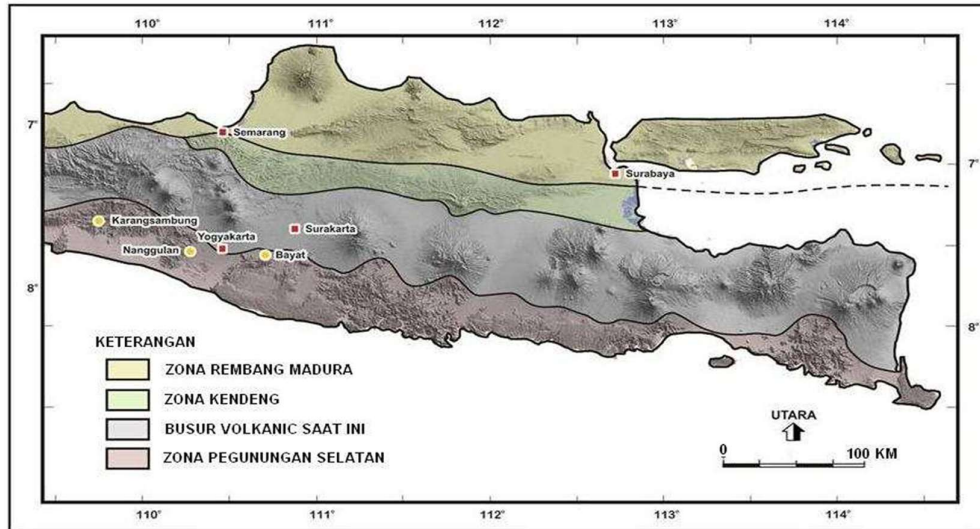 110° 111° 112° 113° 114°
7°
7°
Semarang
Surabaya
Karangsambung
Yogyakarta
Surakarta
Nanggulan
Bayat
8°
8°
KETERANGAN
ZONA REMBANG MADURA
ZONA KENDENG
BUSUR VOLKANIC SAAT INI
ZONA PEGUNUNGAN SELATAN
UTARA
0 100 KM
110° 111° 112° 113° 114°